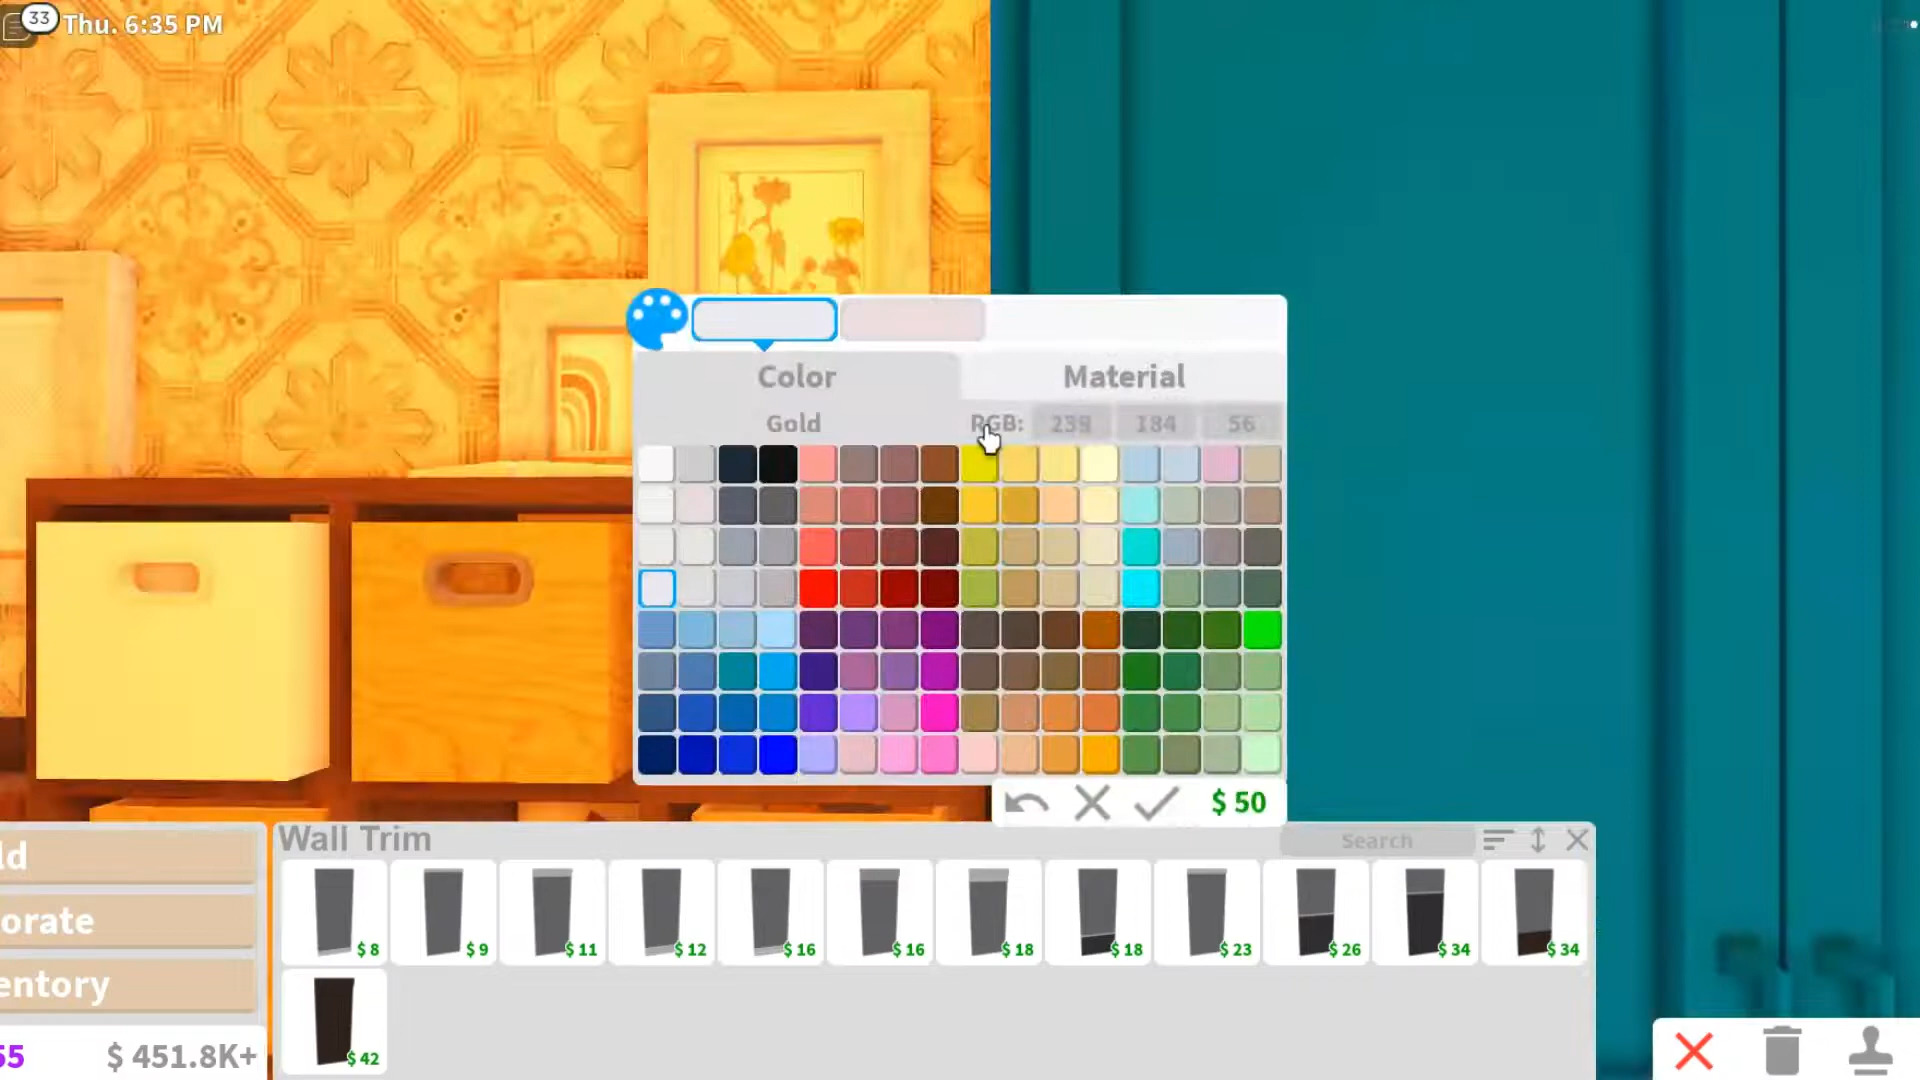 33
Thu. 6:35 PM
Color
Material
Gold
RGB: 239 184 56
$ 50
ld
orate
entory
55
$ 451.8K+
Wall Trim
Search
$ 8
$ 9
$ 11
$ 12
$ 16
$ 16
$ 18
$ 18
$ 23
$ 26
$ 34
$ 34
$ 42